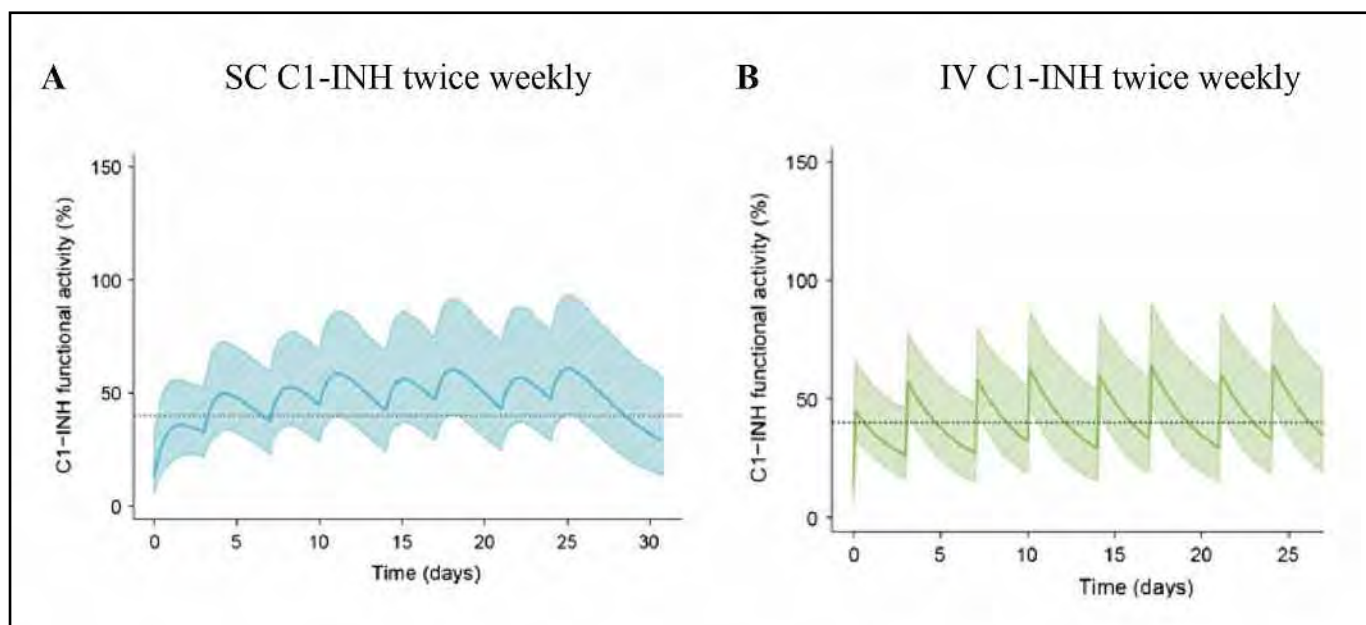 A SC C1-INH twice weekly
C1-INH functional activity (%)
150
100
50
0
0 5 10 15 20 25 30
Time (days)
B IV C1-INH twice weekly
C1-INH functional activity (%)
150
100
50
0
0 5 10 15 20 25
Time (days)